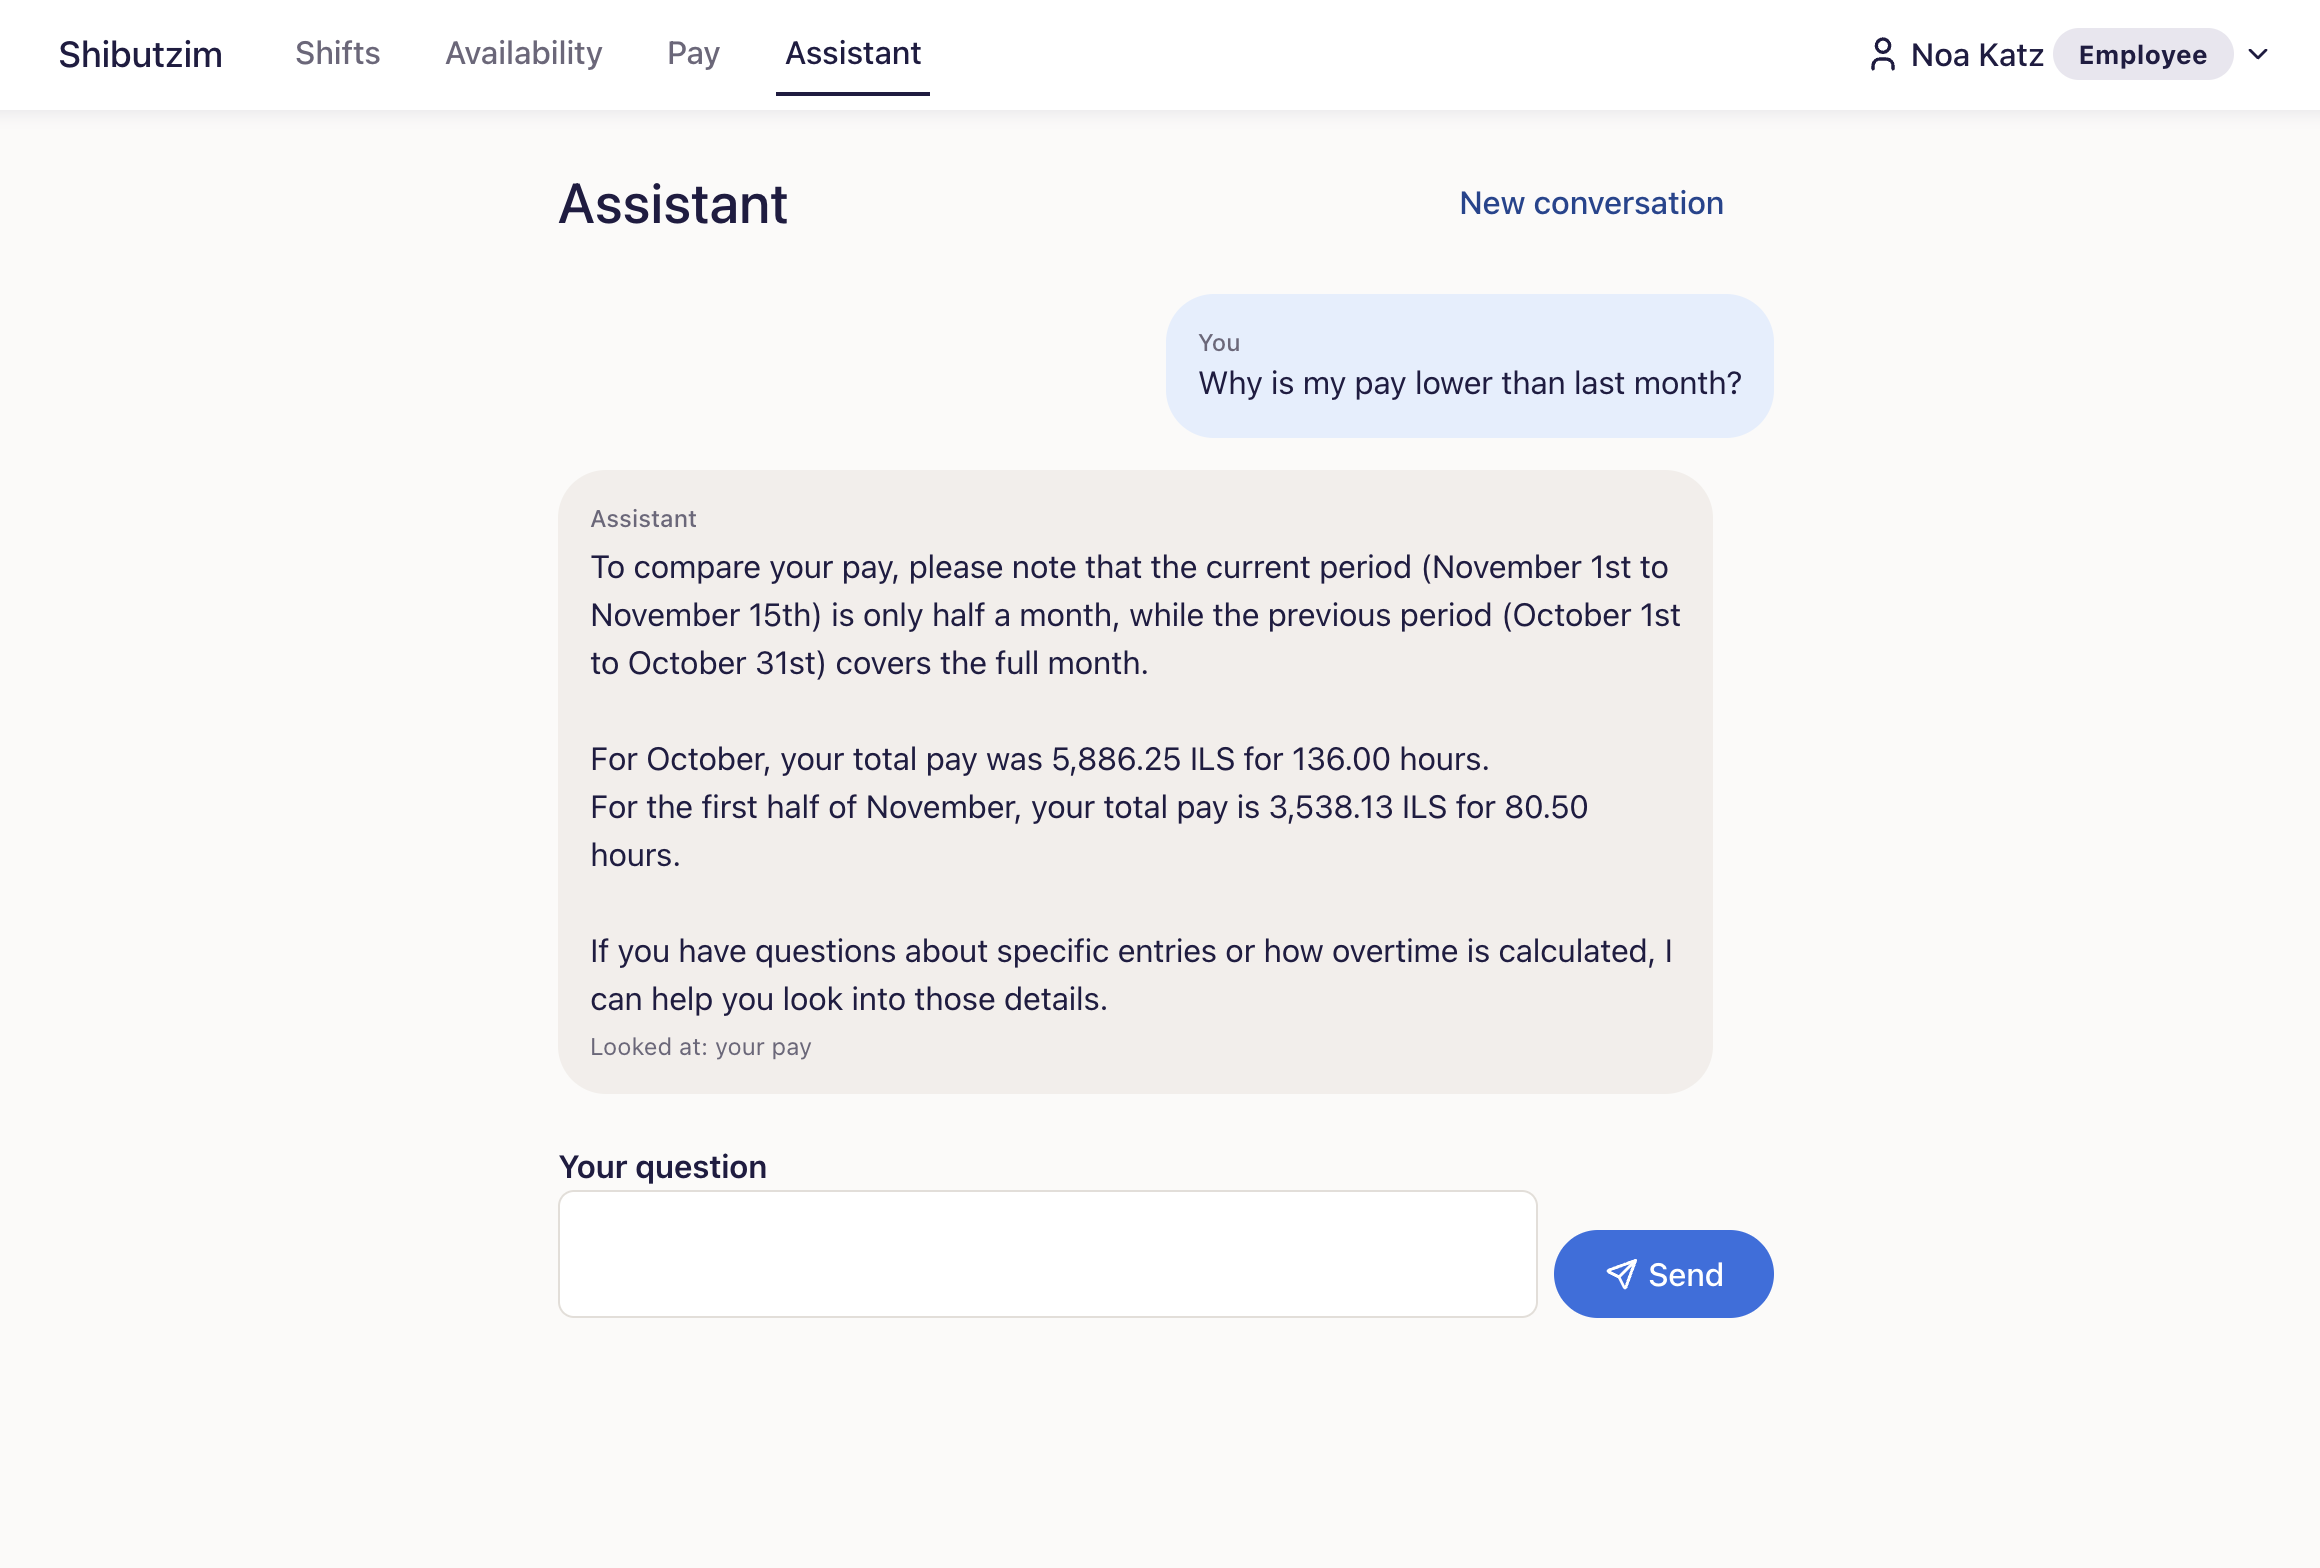 Shibutzim Shifts Availability Pay Assistant Noa Katz Employee
Assistant New conversation
You
Why is my pay lower than last month?
Assistant
To compare your pay, please note that the current period (November 1st to
November 15th) is only half a month, while the previous period (October 1st
to October 31st) covers the full month.
For October, your total pay was 5,886.25 ILS for 136.00 hours.
For the first half of November, your total pay is 3,538.13 ILS for 80.50
hours.
If you have questions about specific entries or how overtime is calculated, I
can help you look into those details.
Looked at: your pay
Your question
Send